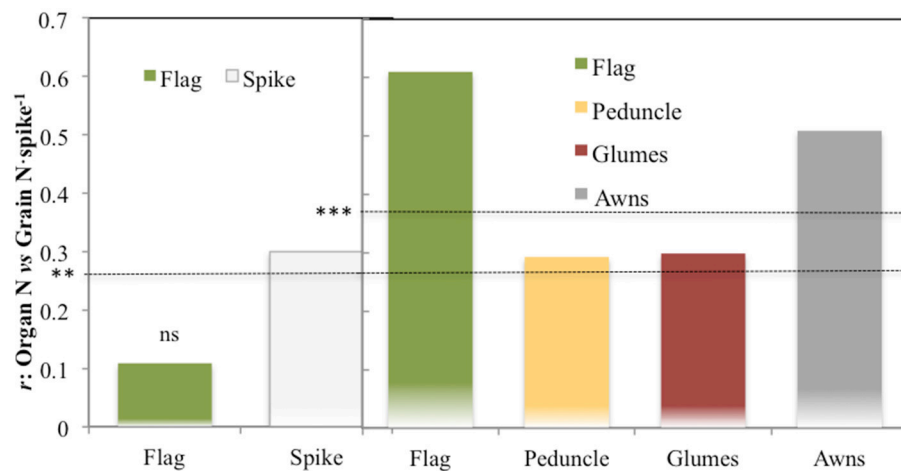 r: Organ N vs Grain N·spike-1
0.7
0.6
0.5
0.4
0.3
0.2
0.1
0
***
**
Flag Spike
ns
Flag
Peduncle
Glumes
Awns
Flag Spike Flag Peduncle Glumes Awns